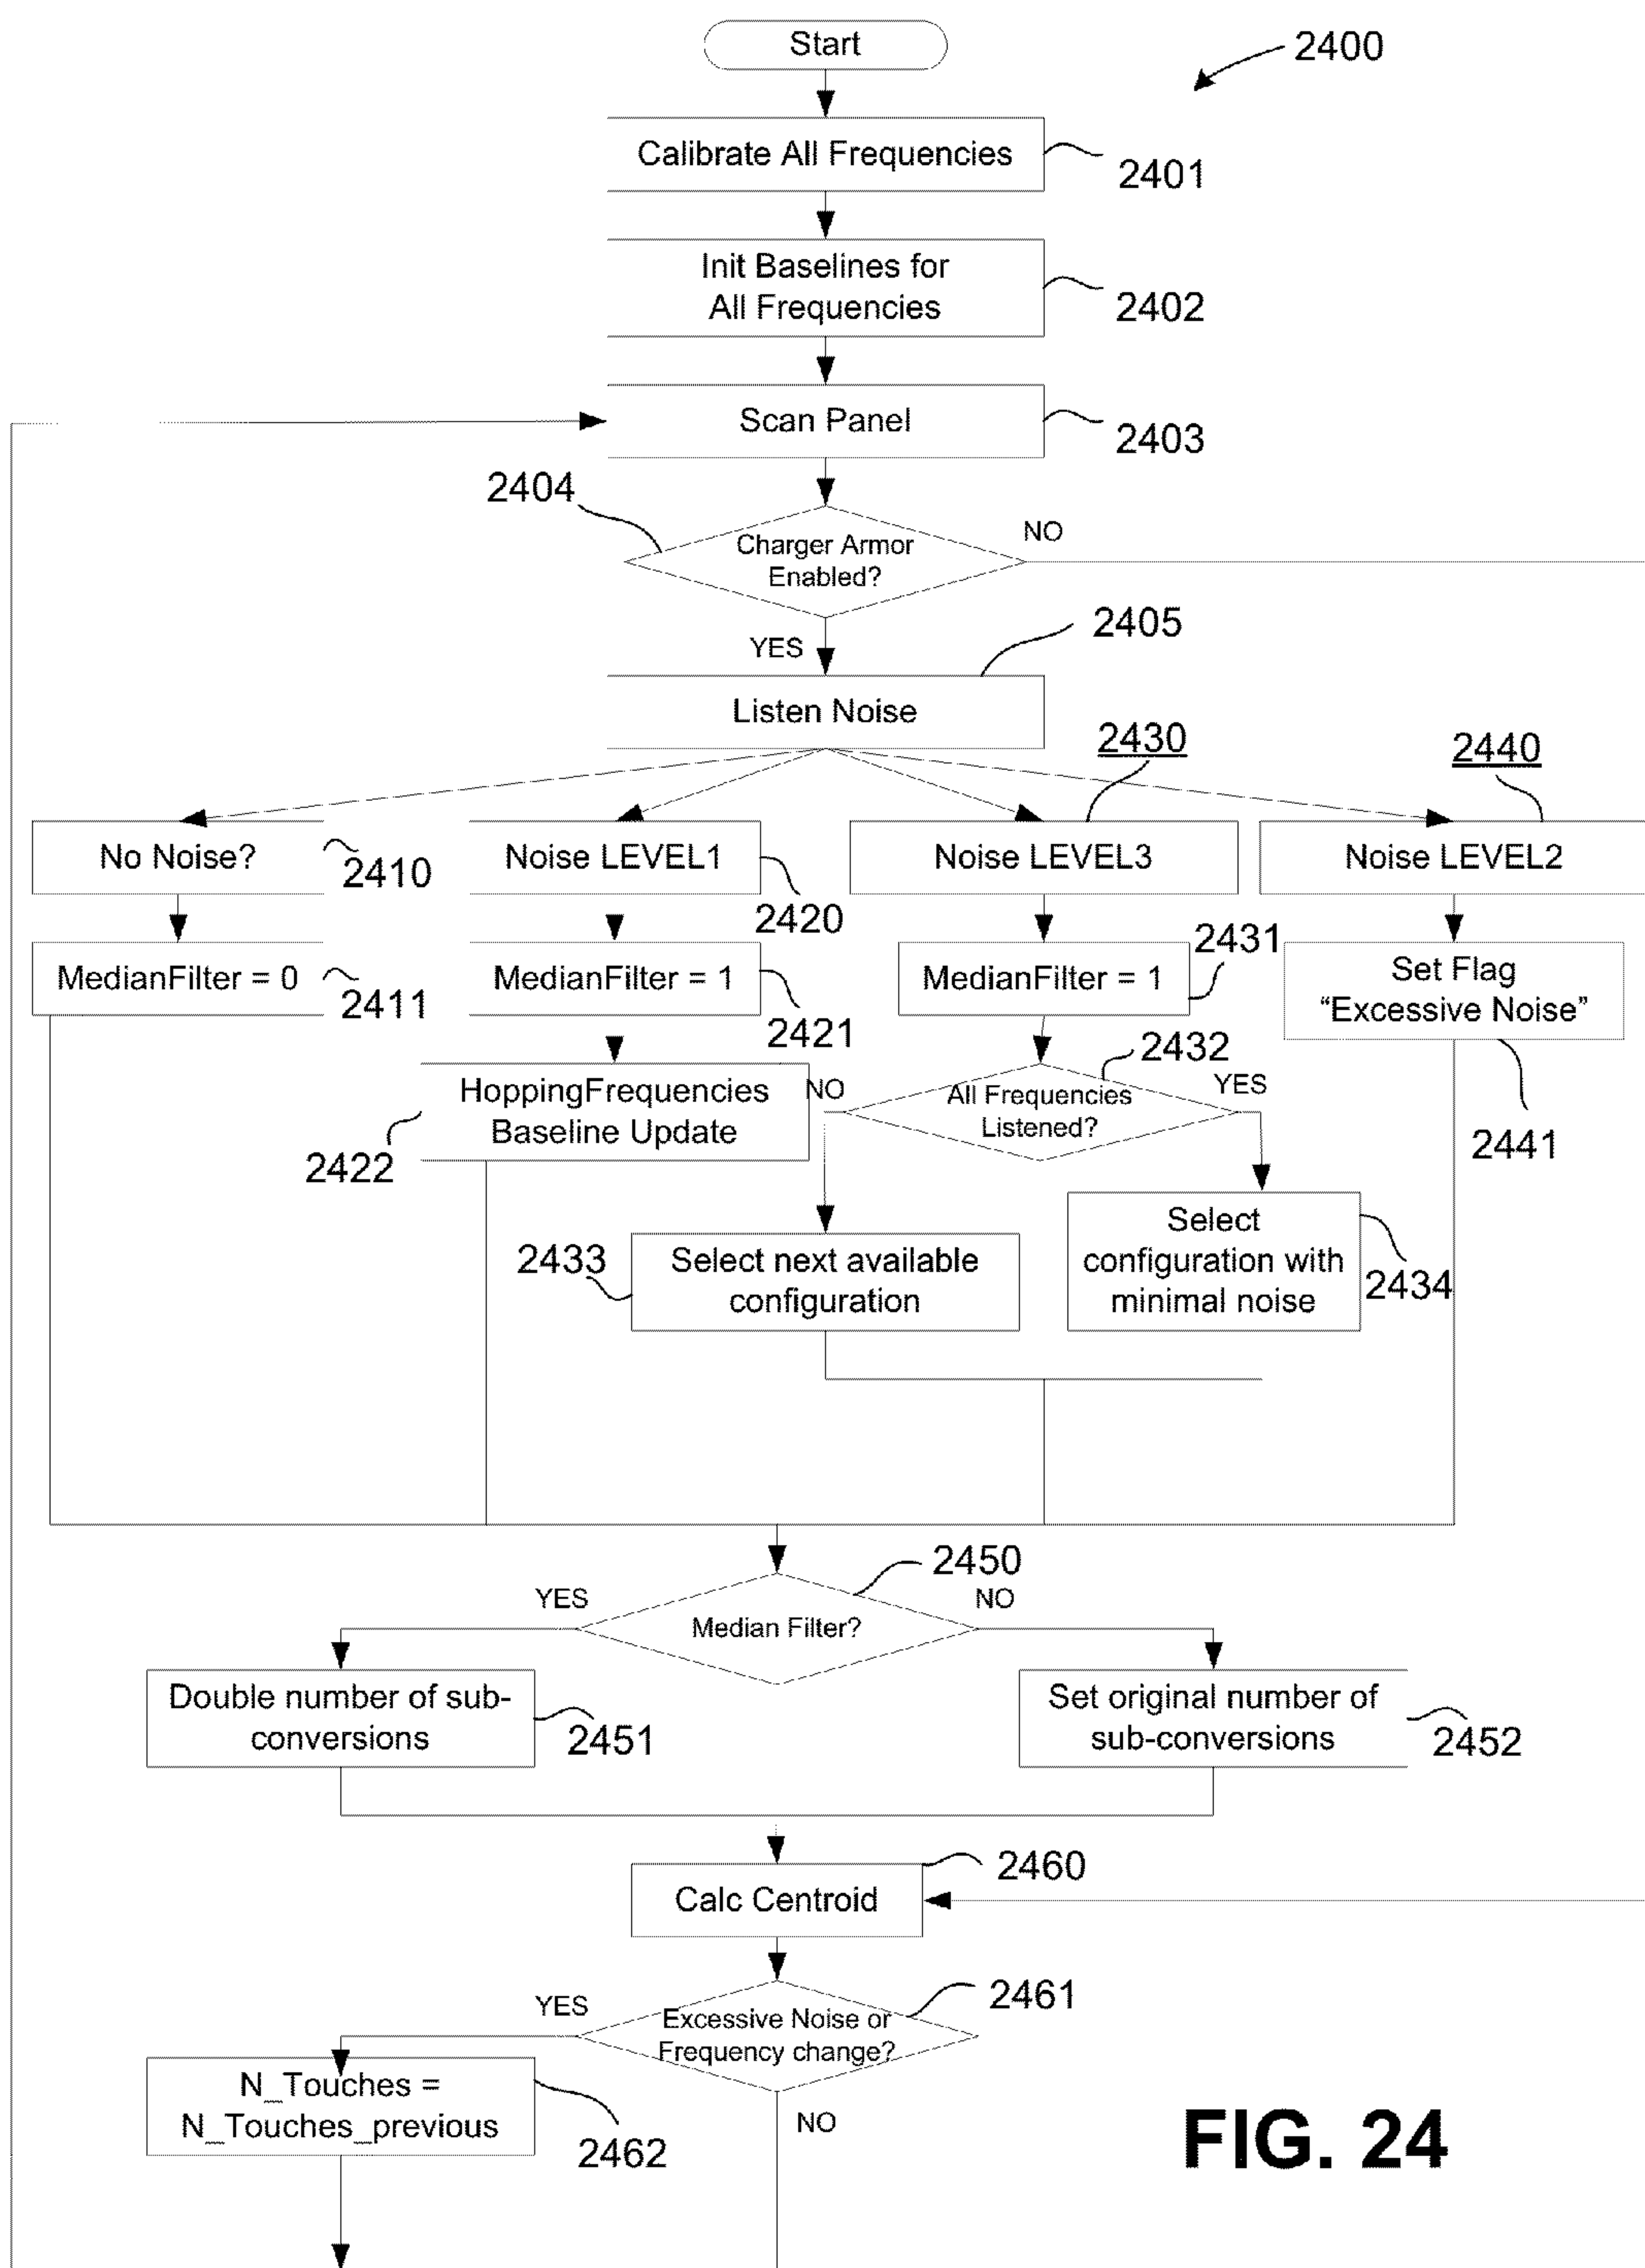 Start
2400
Calibrate All Frequencies
2401
Init Baselines for
All Frequencies
2402
Scan Panel
2403
2404
Charger Armor
Enabled?
NO
YES
2405
Listen Noise
2430
2440
No Noise?
2410
Noise LEVEL1
2420
Noise LEVEL3
Noise LEVEL2
MedianFilter = 0
2411
MedianFilter = 1
2421
MedianFilter = 1
2431
Set Flag
“Excessive Noise”
2441
HoppingFrequencies
Baseline Update
2422
NO
All Frequencies
Listened?
2432
YES
2433
Select next available
configuration
Select
configuration with
minimal noise
2434
2450
YES
Median Filter?
NO
Double number of sub-
conversions
2451
Set original number of
sub-conversions
2452
2460
Calc Centroid
2461
YES
Excessive Noise or
Frequency change?
N_Touches =
N_Touches_previous
2462
NO
FIG. 24